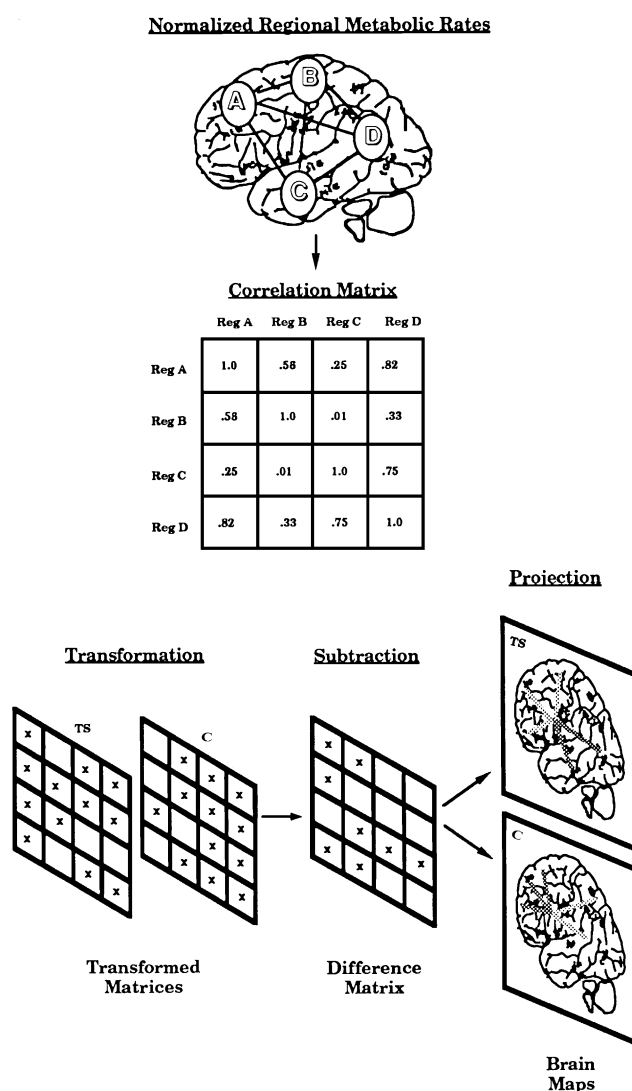 Normalized Regional Metabolic Rates
B
A
D
C
Correlation Matrix
Reg A Reg B Reg C Reg D
Reg A 1.0 .56 .25 .82
Reg B .58 1.0 .01 .33
Reg C .25 .01 1.0 .75
Reg D .82 .33 .75 1.0
Projection
Transformation Subtraction
TS
TS
C
x x x x x x x x x x x
x x x x x x x x x x
x x x x x x
C
Transformed
Matrices
Difference
Matrix
Brain
Maps